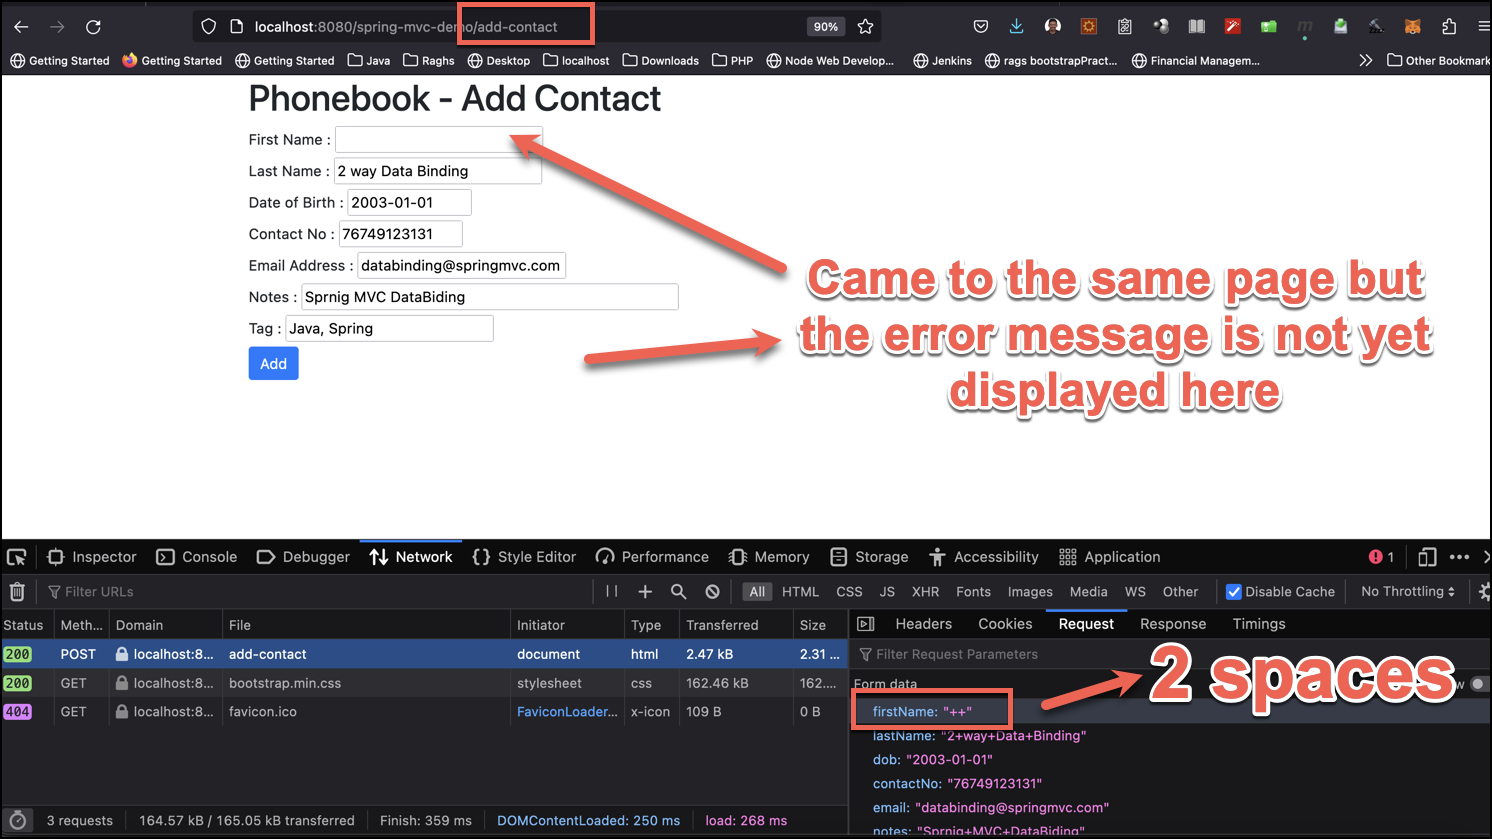 localhost:8080/spring-mvc-demo/add-contact
90%
Getting Started
Getting Started
Getting Started
Java
Raghs
Desktop
localhost
Downloads
PHP
Node Web Develop...
Jenkins
rags bootstrapPract...
Financial Managem...
Other Bookmark
Phonebook - Add Contact
First Name :
Last Name : 2 way Data Binding
Date of Birth : 2003-01-01
Contact No : 76749123131
Email Address : databinding@springmvc.com
Notes : Sprnig MVC DataBiding
Tag : Java, Spring
Add
Came to the same page but
the error message is not yet
displayed here
Inspector Console Debugger Network Style Editor Performance Memory Storage Accessibility Application 1
Filter URLs
All HTML CSS JS XHR Fonts Images Media WS Other Disable Cache No Throttling
Status Meth... Domain File Initiator Type Transferred Size
200 POST localhost:8... add-contact document html 2.47 kB 2.31 ...
200 GET localhost:8... bootstrap.min.css stylesheet css 162.46 kB 162....
404 GET localhost:8... favicon.ico FaviconLoader... x-icon 109 B 0 B
3 requests 164.57 kB / 165.05 kB transferred Finish: 359 ms DOMContentLoaded: 250 ms load: 268 ms
Headers Cookies Request Response Timings
Filter Request Parameters
2 spaces
Form data
firstName: "++"
lastName: "2+way+Data+Binding"
dob: "2003-01-01"
contactNo: "76749123131"
email: "databinding@springmvc.com"
notes: "Sprnig+MVC+DataBiding"